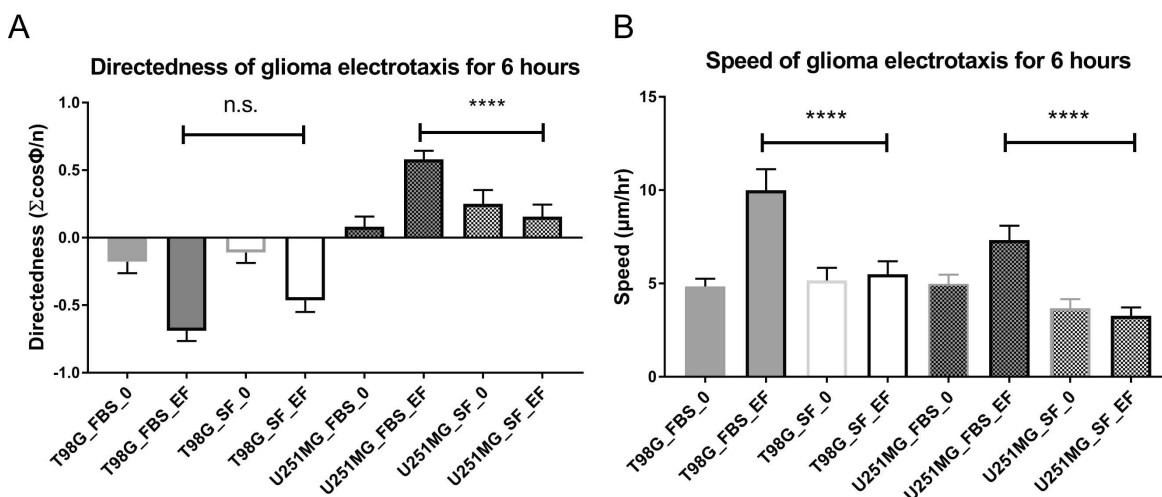 A
Directedness of glioma electrotaxis for 6 hours
Directedness (ΣcosΦ/n)
1.0
0.5
0.0
-0.5
-1.0
n.s.
****
T98G_FBS_0
T98G_FBS_EF
T98G_SF_0
T98G_SF_EF
U251MG_FBS_0
U251MG_FBS_EF
U251MG_SF_0
U251MG_SF_EF
B
Speed of glioma electrotaxis for 6 hours
Speed (μm/hr)
15
10
5
0
****
****
T98G_FBS_0
T98G_FBS_EF
T98G_SF_0
T98G_SF_EF
U251MG_FBS_0
U251MG_FBS_EF
U251MG_SF_0
U251MG_SF_EF